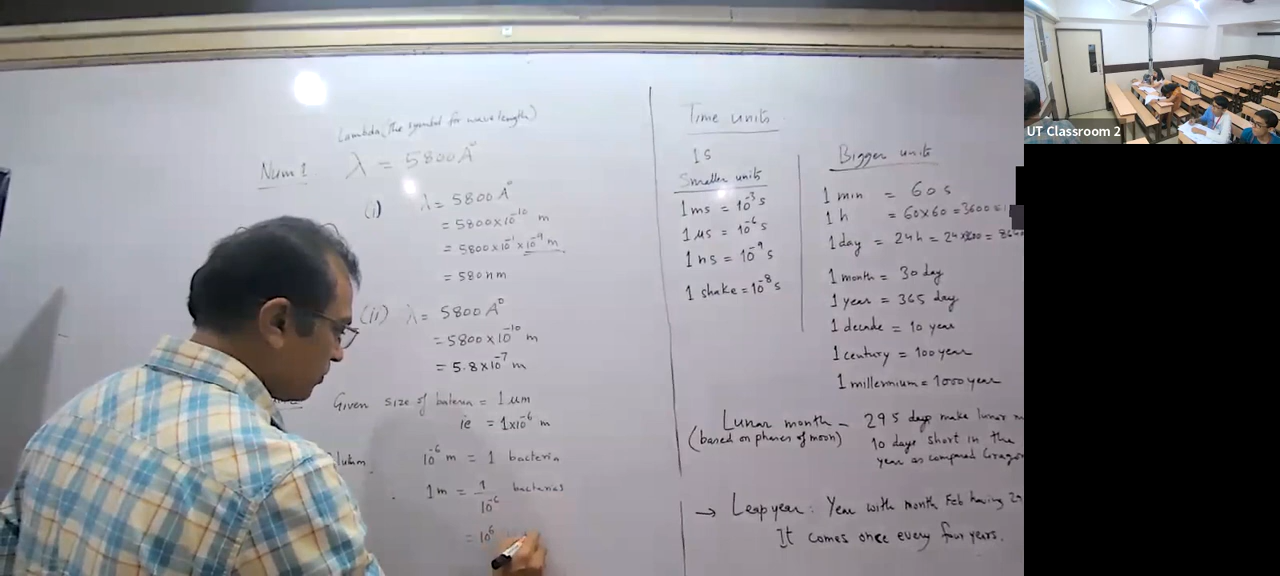 Lambda (the symbol for wave length)
Num 1 λ = 5800 A°
(i) λ = 5800 A°
= 5800×10⁻¹⁰ m
= 5800×10⁻¹×10⁻⁹ m
= 580 nm
(ii) λ = 5800 A°
= 5800×10⁻¹⁰ m
= 5.8×10⁻⁷ m
Given size of bateria = 1 μm
ie = 1×10⁻⁶ m
10⁻⁶ m = 1 bacteria
1m = 1/10⁻⁶ bacterias
= 10⁶
Time units
1 s
Smaller units
1 ms = 10⁻³ s
1 μs = 10⁻⁶ s
1 ns = 10⁻⁹ s
1 shake = 10⁻⁸ s
Bigger units
1 min = 60 s
1 h = 60×60 = 3600
1 day = 24h =
1 month = 30 day
1 year = 365 day
1 decade = 10 year
1 century = 100 year
1 millennium = 1000 year
Lunar month – 29.5 days make lunar
(based on phases of moon)
10 days short in the
year as compared
→ Leap year : Year with month Feb having
It comes once every four years.
UT Classroom 2